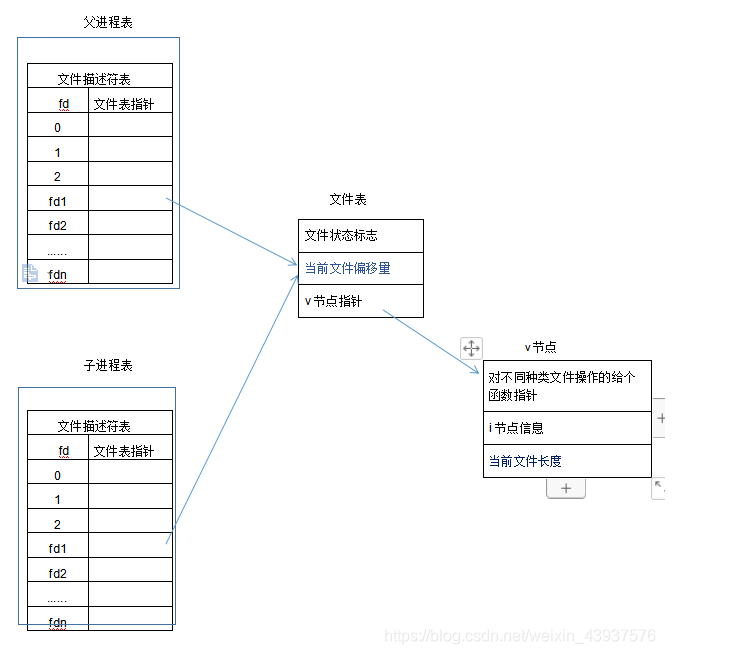 父进程表
文件描述符表
fd 文件表指针
0
1
2
fd1
fd2
......
fdn
文件表
文件状态标志
当前文件偏移量
v 节点指针
v节点
对不同种类文件操作的给个
函数指针
i 节点信息
当前文件长度
子进程表
文件描述符表
fd 文件表指针
0
1
2
fd1
fd2
......
fdn
https://blog.csdn.net/weixin_43937576